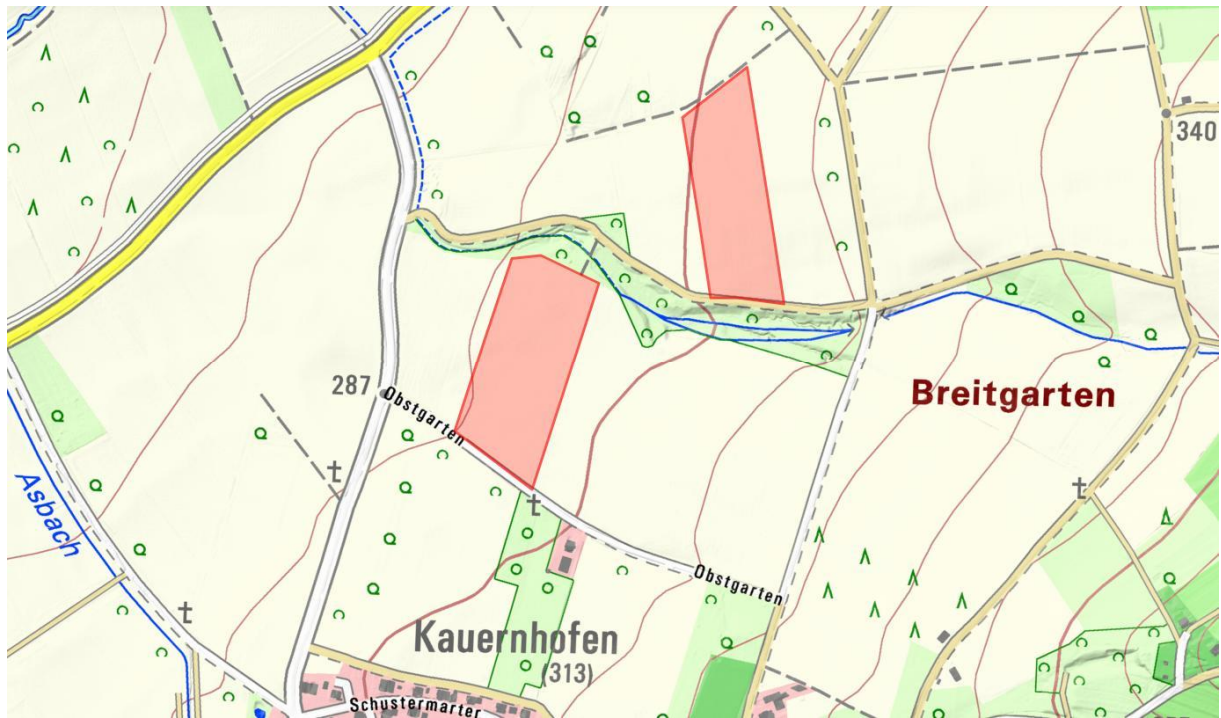 340
287
Obstgarten
Breitgarten
Asbach
Obstgarten
Kauernhofen
(313)
Schustermarter